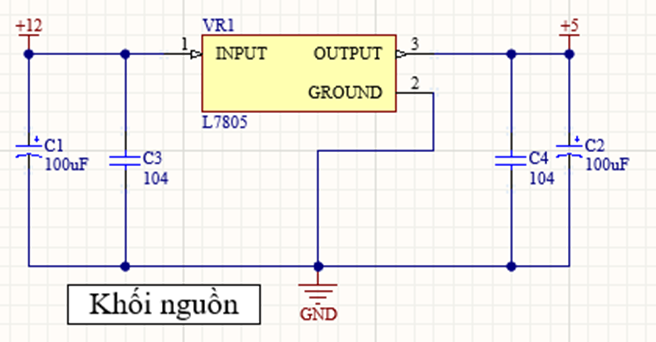 +12
VR1
+5
1
INPUT
OUTPUT
3
GROUND
2
L7805
C1
100uF
C3
104
C4
104
C2
100uF
Khối nguồn
GND